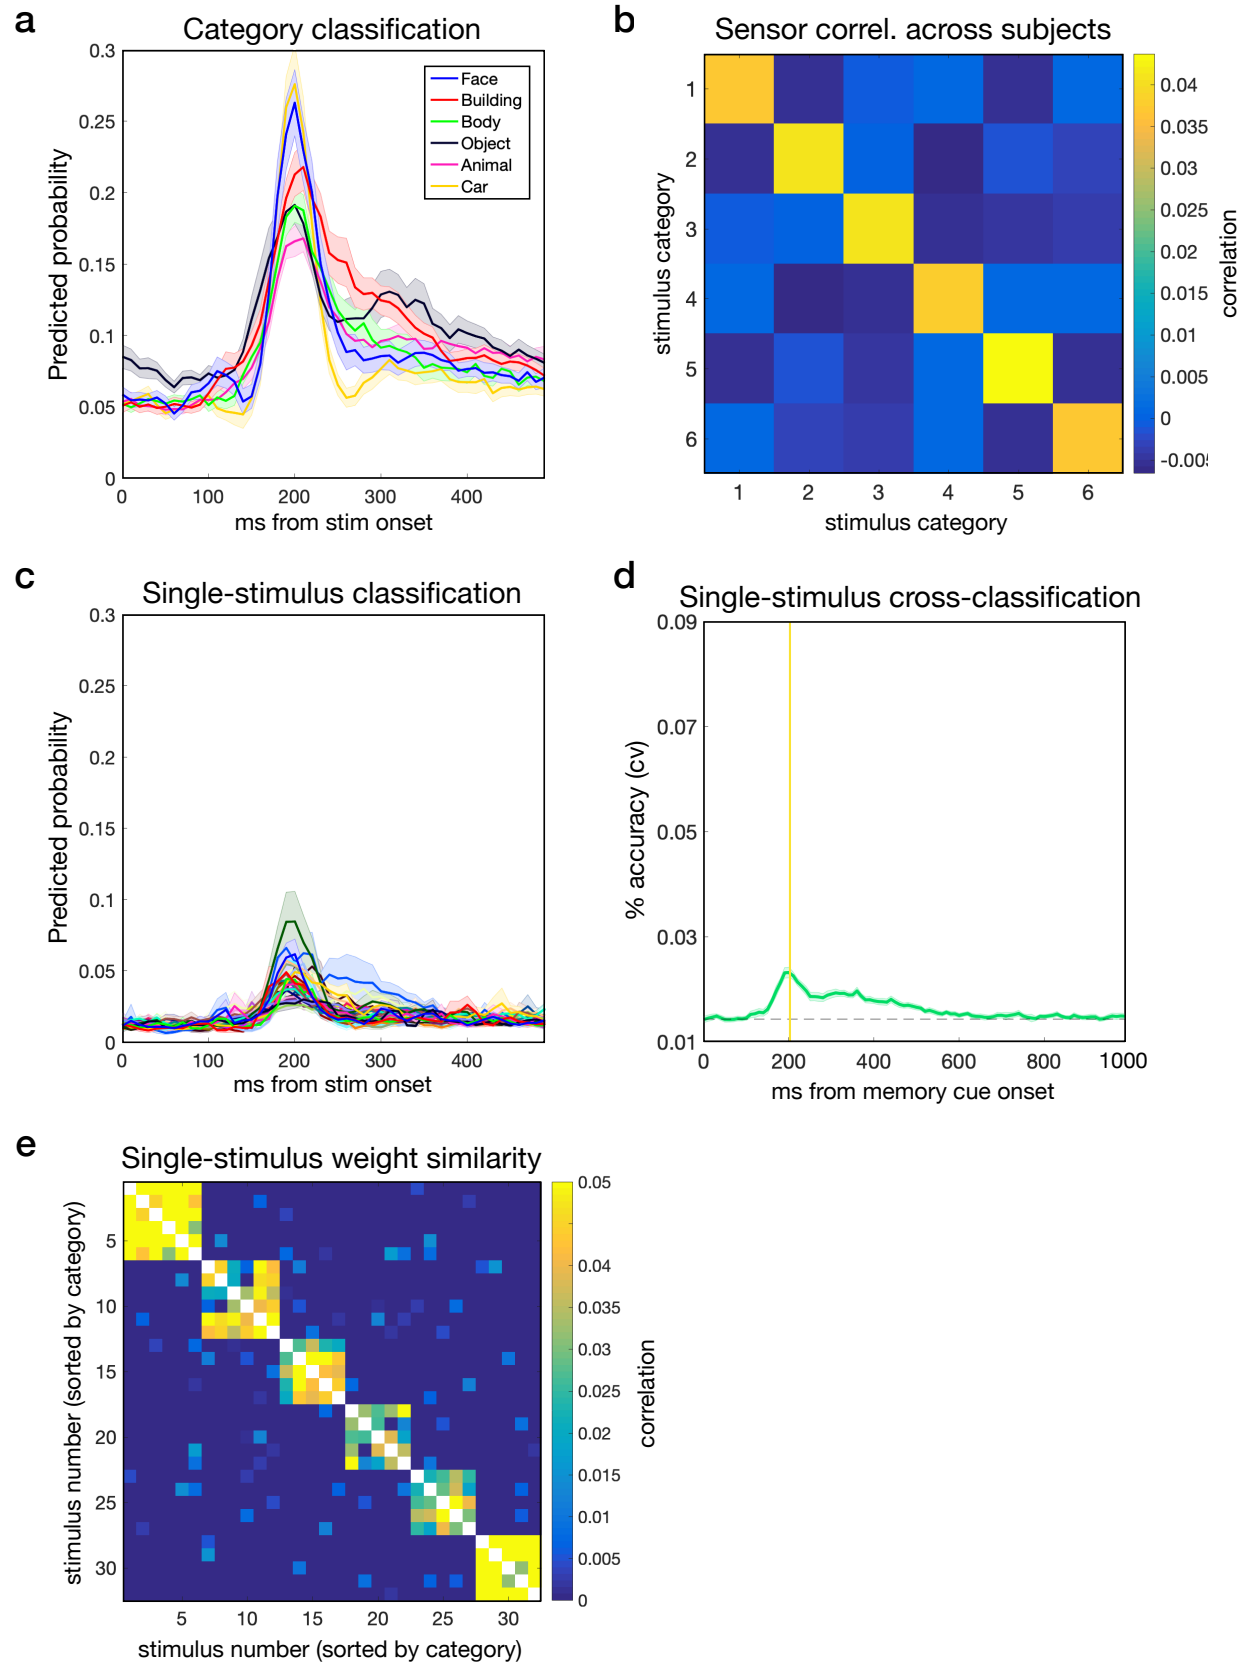 a
Category classification
0.3
0.25
0.2
0.15
0.1
0.05
0
Predicted probability
Face
Building
Body
Object
Animal
Car
0
100
200
300
400
ms from stim onset
b
Sensor correl. across subjects
1
2
3
4
5
6
stimulus category
1
2
3
4
5
6
stimulus category
0.04
0.035
0.03
0.025
0.02
0.015
0.01
0.005
0
-0.005
correlation
c
Single-stimulus classification
0.3
0.25
0.2
0.15
0.1
0.05
0
Predicted probability
0
100
200
300
400
ms from stim onset
d
Single-stimulus cross-classification
0.09
0.07
0.05
0.03
0.01
% accuracy (cv)
0
200
400
600
800
1000
ms from memory cue onset
e
Single-stimulus weight similarity
5
10
15
20
25
30
stimulus number (sorted by category)
5
10
15
20
25
30
stimulus number (sorted by category)
0.05
0.045
0.04
0.035
0.03
0.025
0.02
0.015
0.01
0.005
0
correlation